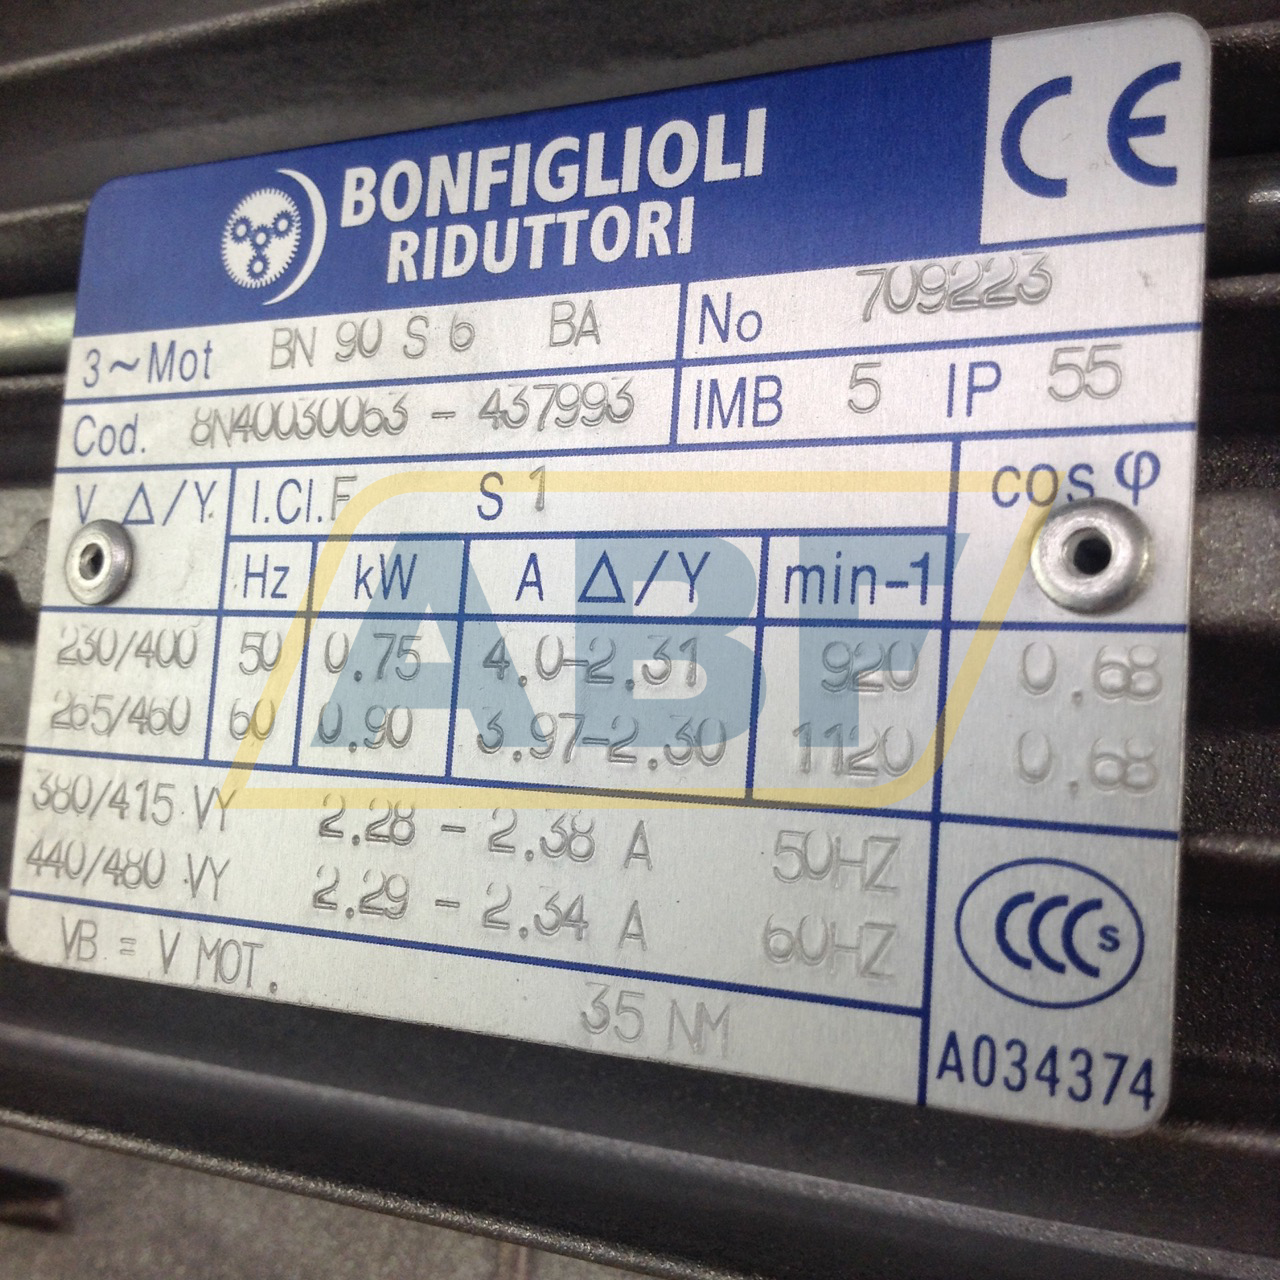 BONFIGLIOLI
RIDUTTORI
CE
3~Mot BN 90 S 6 BA No 709223
Cod. 8N40030063 - 437993 IMB 5 IP 55
V Δ/Y I.Cl.F S 1 cos φ
Hz kW A Δ/Y min-1
230/400 50 0.75 4.0-2.31 920 0.68
265/460 60 0.90 3.97-2.30 1120 0.68
380/415 VY 2.28 - 2.38 A 50HZ
440/480 VY 2.29 - 2.34 A 60HZ
VB = V MOT. 35 NM
CCC S
A034374
ABF